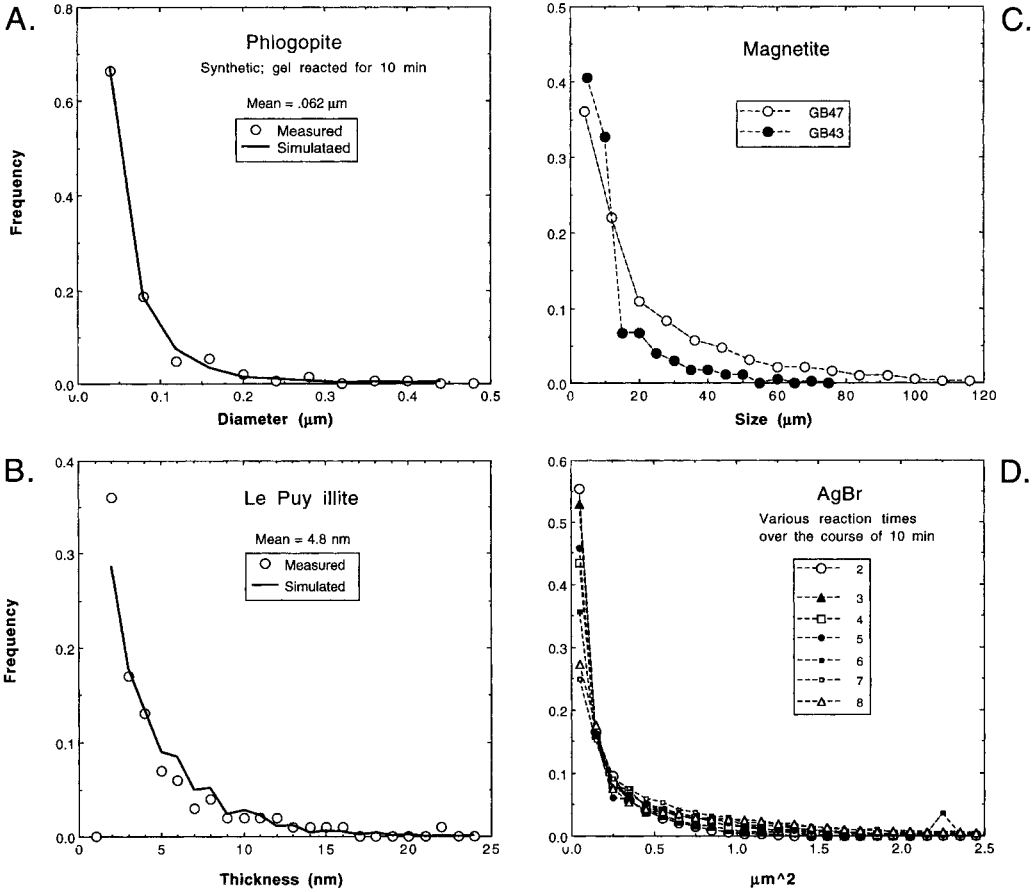 A.
Phlogopite
Synthetic; gel reacted for 10 min
Mean = .062 µm
Measured
Simulataed
Frequency
0.8
0.6
0.4
0.2
0.0
0.0 0.1 0.2 0.3 0.4 0.5
Diameter (µm)
C.
Magnetite
GB47
GB43
0.5
0.4
0.3
0.2
0.1
0.0
0 20 40 60 80 100 120
Size (µm)
B.
Le Puy illite
Mean = 4.8 nm
Measured
Simulated
Frequency
0.4
0.3
0.2
0.1
0.0
0 5 10 15 20 25
Thickness (nm)
D.
AgBr
Various reaction times
over the course of 10 min
2
3
4
5
6
7
8
0.6
0.5
0.4
0.3
0.2
0.1
0.0
0.0 0.5 1.0 1.5 2.0 2.5
µm^2